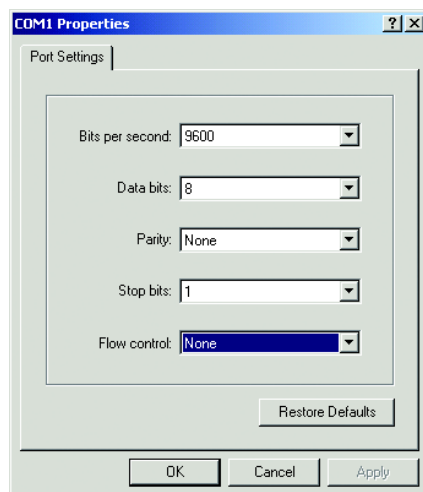 COM1 Properties
Port Settings
Bits per second: 9600
Data bits: 8
Parity: None
Stop bits: 1
Flow control: None
Restore Defaults
OK Cancel Apply